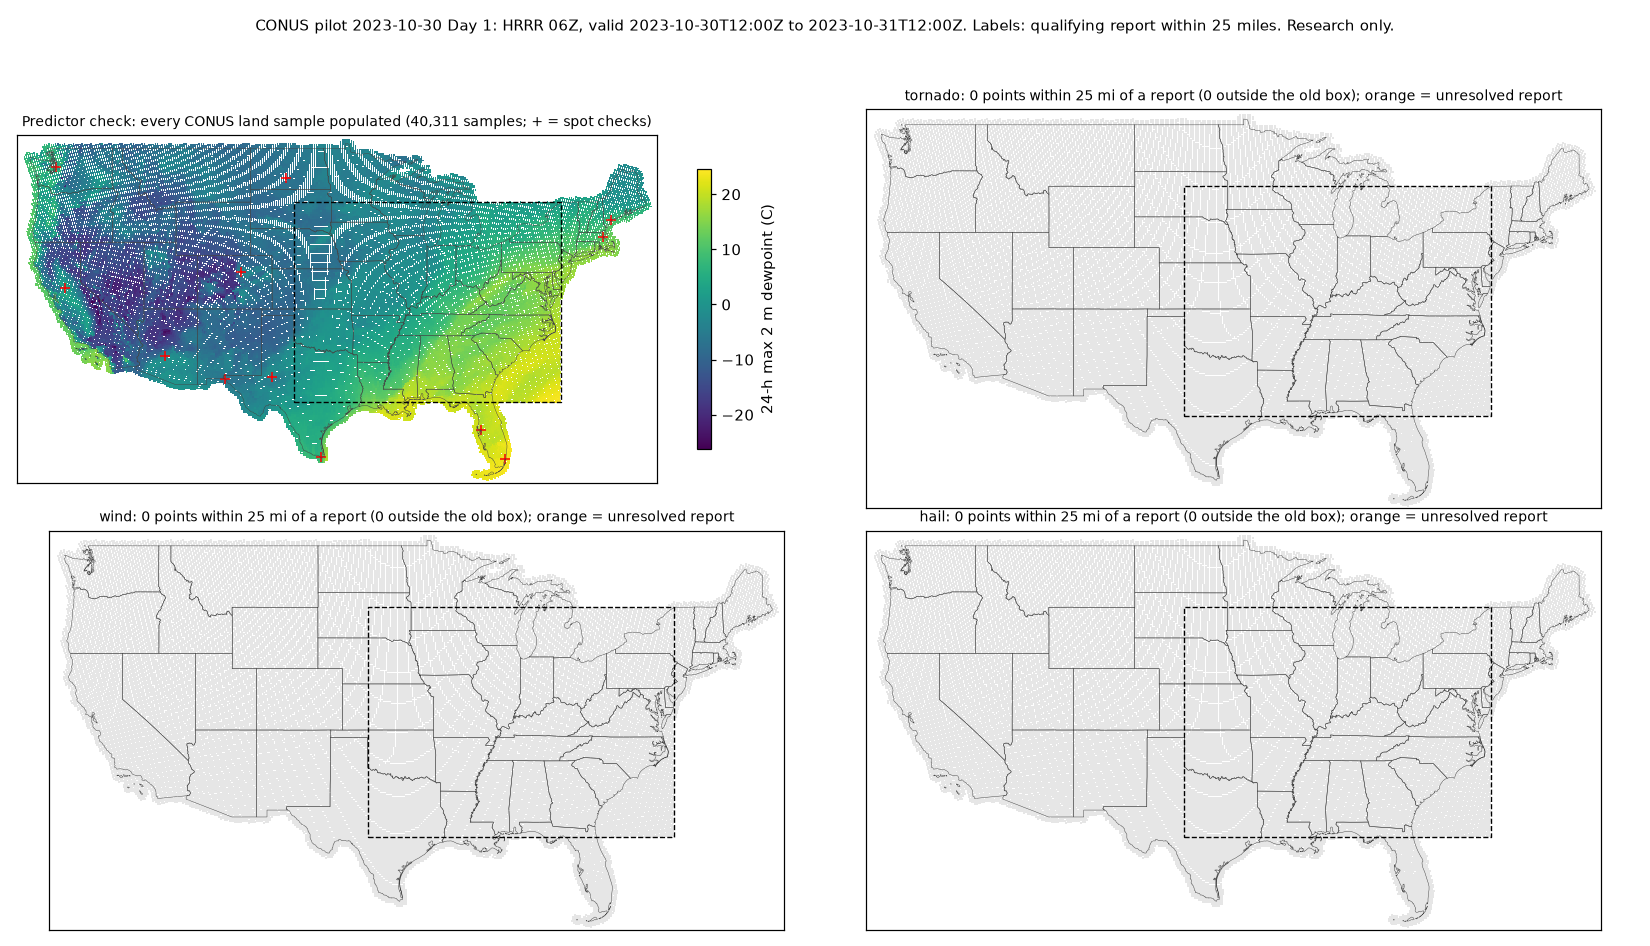 CONUS pilot 2023-10-30 Day 1: HRRR 06Z, valid 2023-10-30T12:00Z to 2023-10-31T12:00Z. Labels: qualifying report within 25 miles. Research only.
Predictor check: every CONUS land sample populated (40,311 samples; + = spot checks)
20
10
0
−10
−20
24-h max 2 m dewpoint (C)
tornado: 0 points within 25 mi of a report (0 outside the old box); orange = unresolved report
wind: 0 points within 25 mi of a report (0 outside the old box); orange = unresolved report
hail: 0 points within 25 mi of a report (0 outside the old box); orange = unresolved report